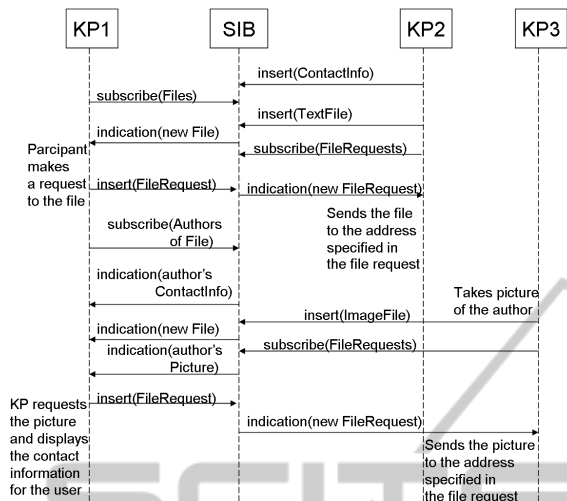 KP1
SIB
KP2
KP3
insert(ContactInfo)
subscribe(Files)
insert(TextFile)
indication(new File)
subscribe(FileRequests)
Parcipant
makes
a request
to the file
insert(FileRequest)
indication(new FileRequest)
Sends the file
to the address
specified in
the file request
subscribe(Authors
of File)
indication(author's
ContactInfo)
Takes picture
of the author
insert(ImageFile)
indication(new File)
subscribe(FileRequests)
indication(author's
Picture)
insert(FileRequest)
KP requests
the picture
and displays
the contact
information
for the user
indication(new FileRequest)
Sends the picture
to the address
specified in
the file request